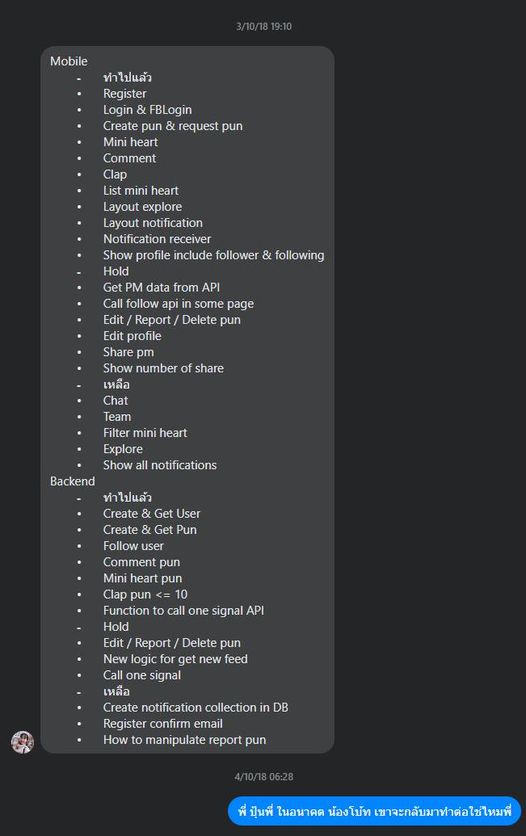 3/10/18 19:10
Mobile
- ทำไปแล้ว
• Register
• Login & FBLogin
• Create pun & request pun
• Mini heart
• Comment
• Clap
• List mini heart
• Layout explore
• Layout notification
• Notification receiver
• Show profile include follower & following
- Hold
• Get PM data from API
• Call follow api in some page
• Edit / Report / Delete pun
• Edit profile
• Share pm
• Show number of share
- เหลือ
• Chat
• Team
• Filter mini heart
• Explore
• Show all notifications
Backend
- ทำไปแล้ว
• Create & Get User
• Create & Get Pun
• Follow user
• Comment pun
• Mini heart pun
• Clap pun <= 10
• Function to call one signal API
- Hold
• Edit / Report / Delete pun
• New logic for get new feed
• Call one signal
- เหลือ
• Create notification collection in DB
• Register confirm email
• How to manipulate report pun
4/10/18 06:28
พี่ ปุ้นพี่ ในอนาคต น้องโบ้ท เขาจะกลับมาทำต่อใช่ไหมพี่